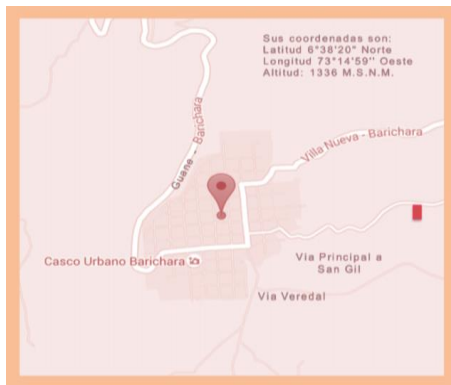 Sus coordenadas son:
Latitud 6°38'20" Norte
Longitud 73°14'59'' Oeste
Altitud: 1336 M.S.N.M.
Guane - Barichara
Villa Nueva - Barichara
Casco Urbano Barichara
Via Principal a
San Gil
Via Veredal